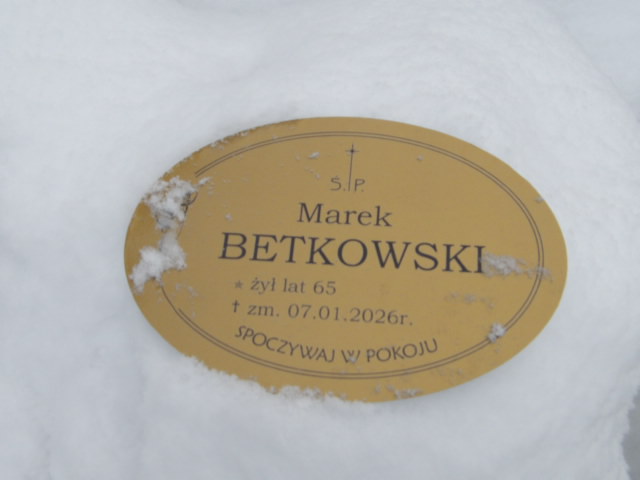 Ś. P.
Marek
BETKOWSKI
* żył lat 65
† zm. 07.01.2026r.
SPOCZYWAJ W POKOJU